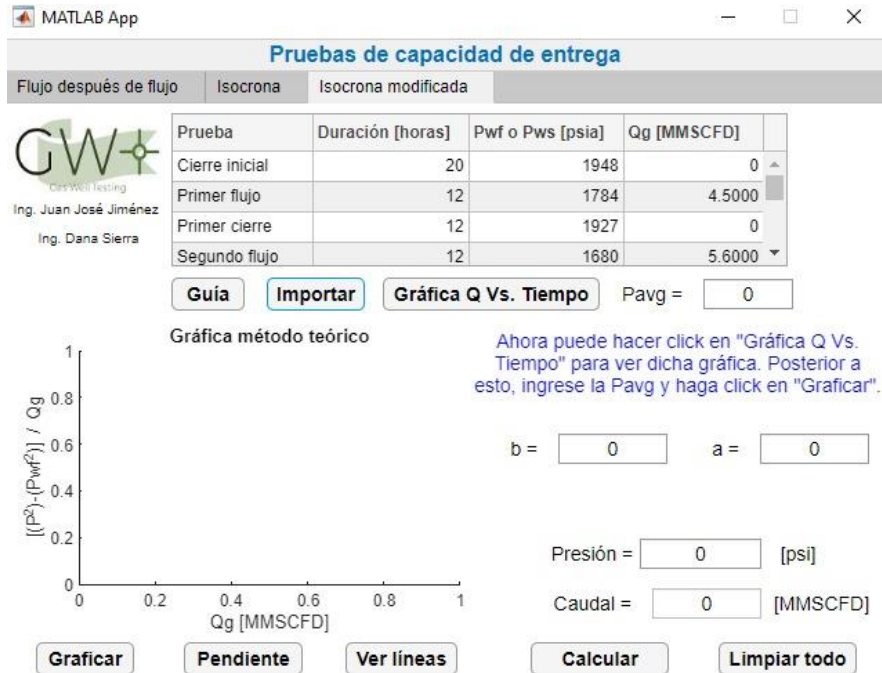 MATLAB App
Pruebas de capacidad de entrega
Flujo después de flujo Isocrona Isocrona modificada
GW
Gas Well Testing
Ing. Juan José Jiménez
Ing. Dana Sierra
Prueba Duración [horas] Pwf o Pws [psia] Qg [MMSCFD]
Cierre inicial 20 1948 0
Primer flujo 12 1784 4.5000
Primer cierre 12 1927 0
Segundo flujo 12 1680 5.6000
Guía Importar Gráfica Q Vs. Tiempo Pavg = 0
Gráfica método teórico
[(P²)-(Pwf²)] / Qg
1
0.8
0.6
0.4
0.2
0
0 0.2 0.4 0.6 0.8 1
Qg [MMSCFD]
Ahora puede hacer click en "Gráfica Q Vs.
Tiempo" para ver dicha gráfica. Posterior a
esto, ingrese la Pavg y haga click en "Graficar".
b = 0 a = 0
Presión = 0 [psi]
Caudal = 0 [MMSCFD]
Graficar Pendiente Ver líneas Calcular Limpiar todo